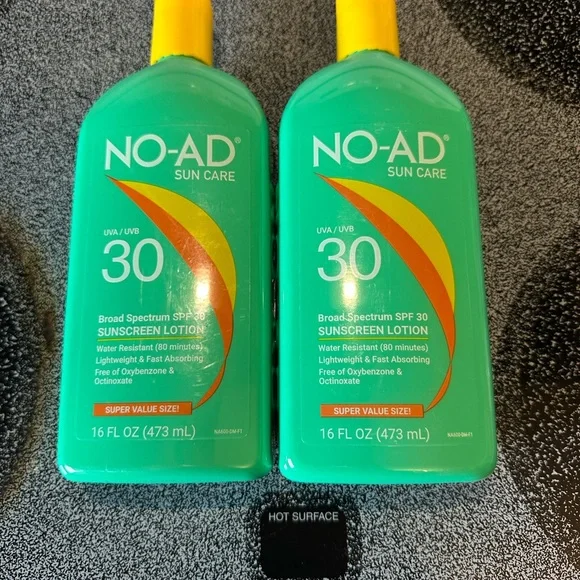 NO-AD®
SUN CARE
UVA / UVB
30
Broad Spectrum SPF 30
SUNSCREEN LOTION
Water Resistant (80 minutes)
Lightweight & Fast Absorbing
Free of Oxybenzone &
Octinoxate
SUPER VALUE SIZE!
16 FL OZ (473 mL)
NO-AD®
SUN CARE
UVA / UVB
30
Broad Spectrum SPF 30
SUNSCREEN LOTION
Water Resistant (80 minutes)
Lightweight & Fast Absorbing
Free of Oxybenzone &
Octinoxate
SUPER VALUE SIZE!
16 FL OZ (473 mL)
HOT SURFACE